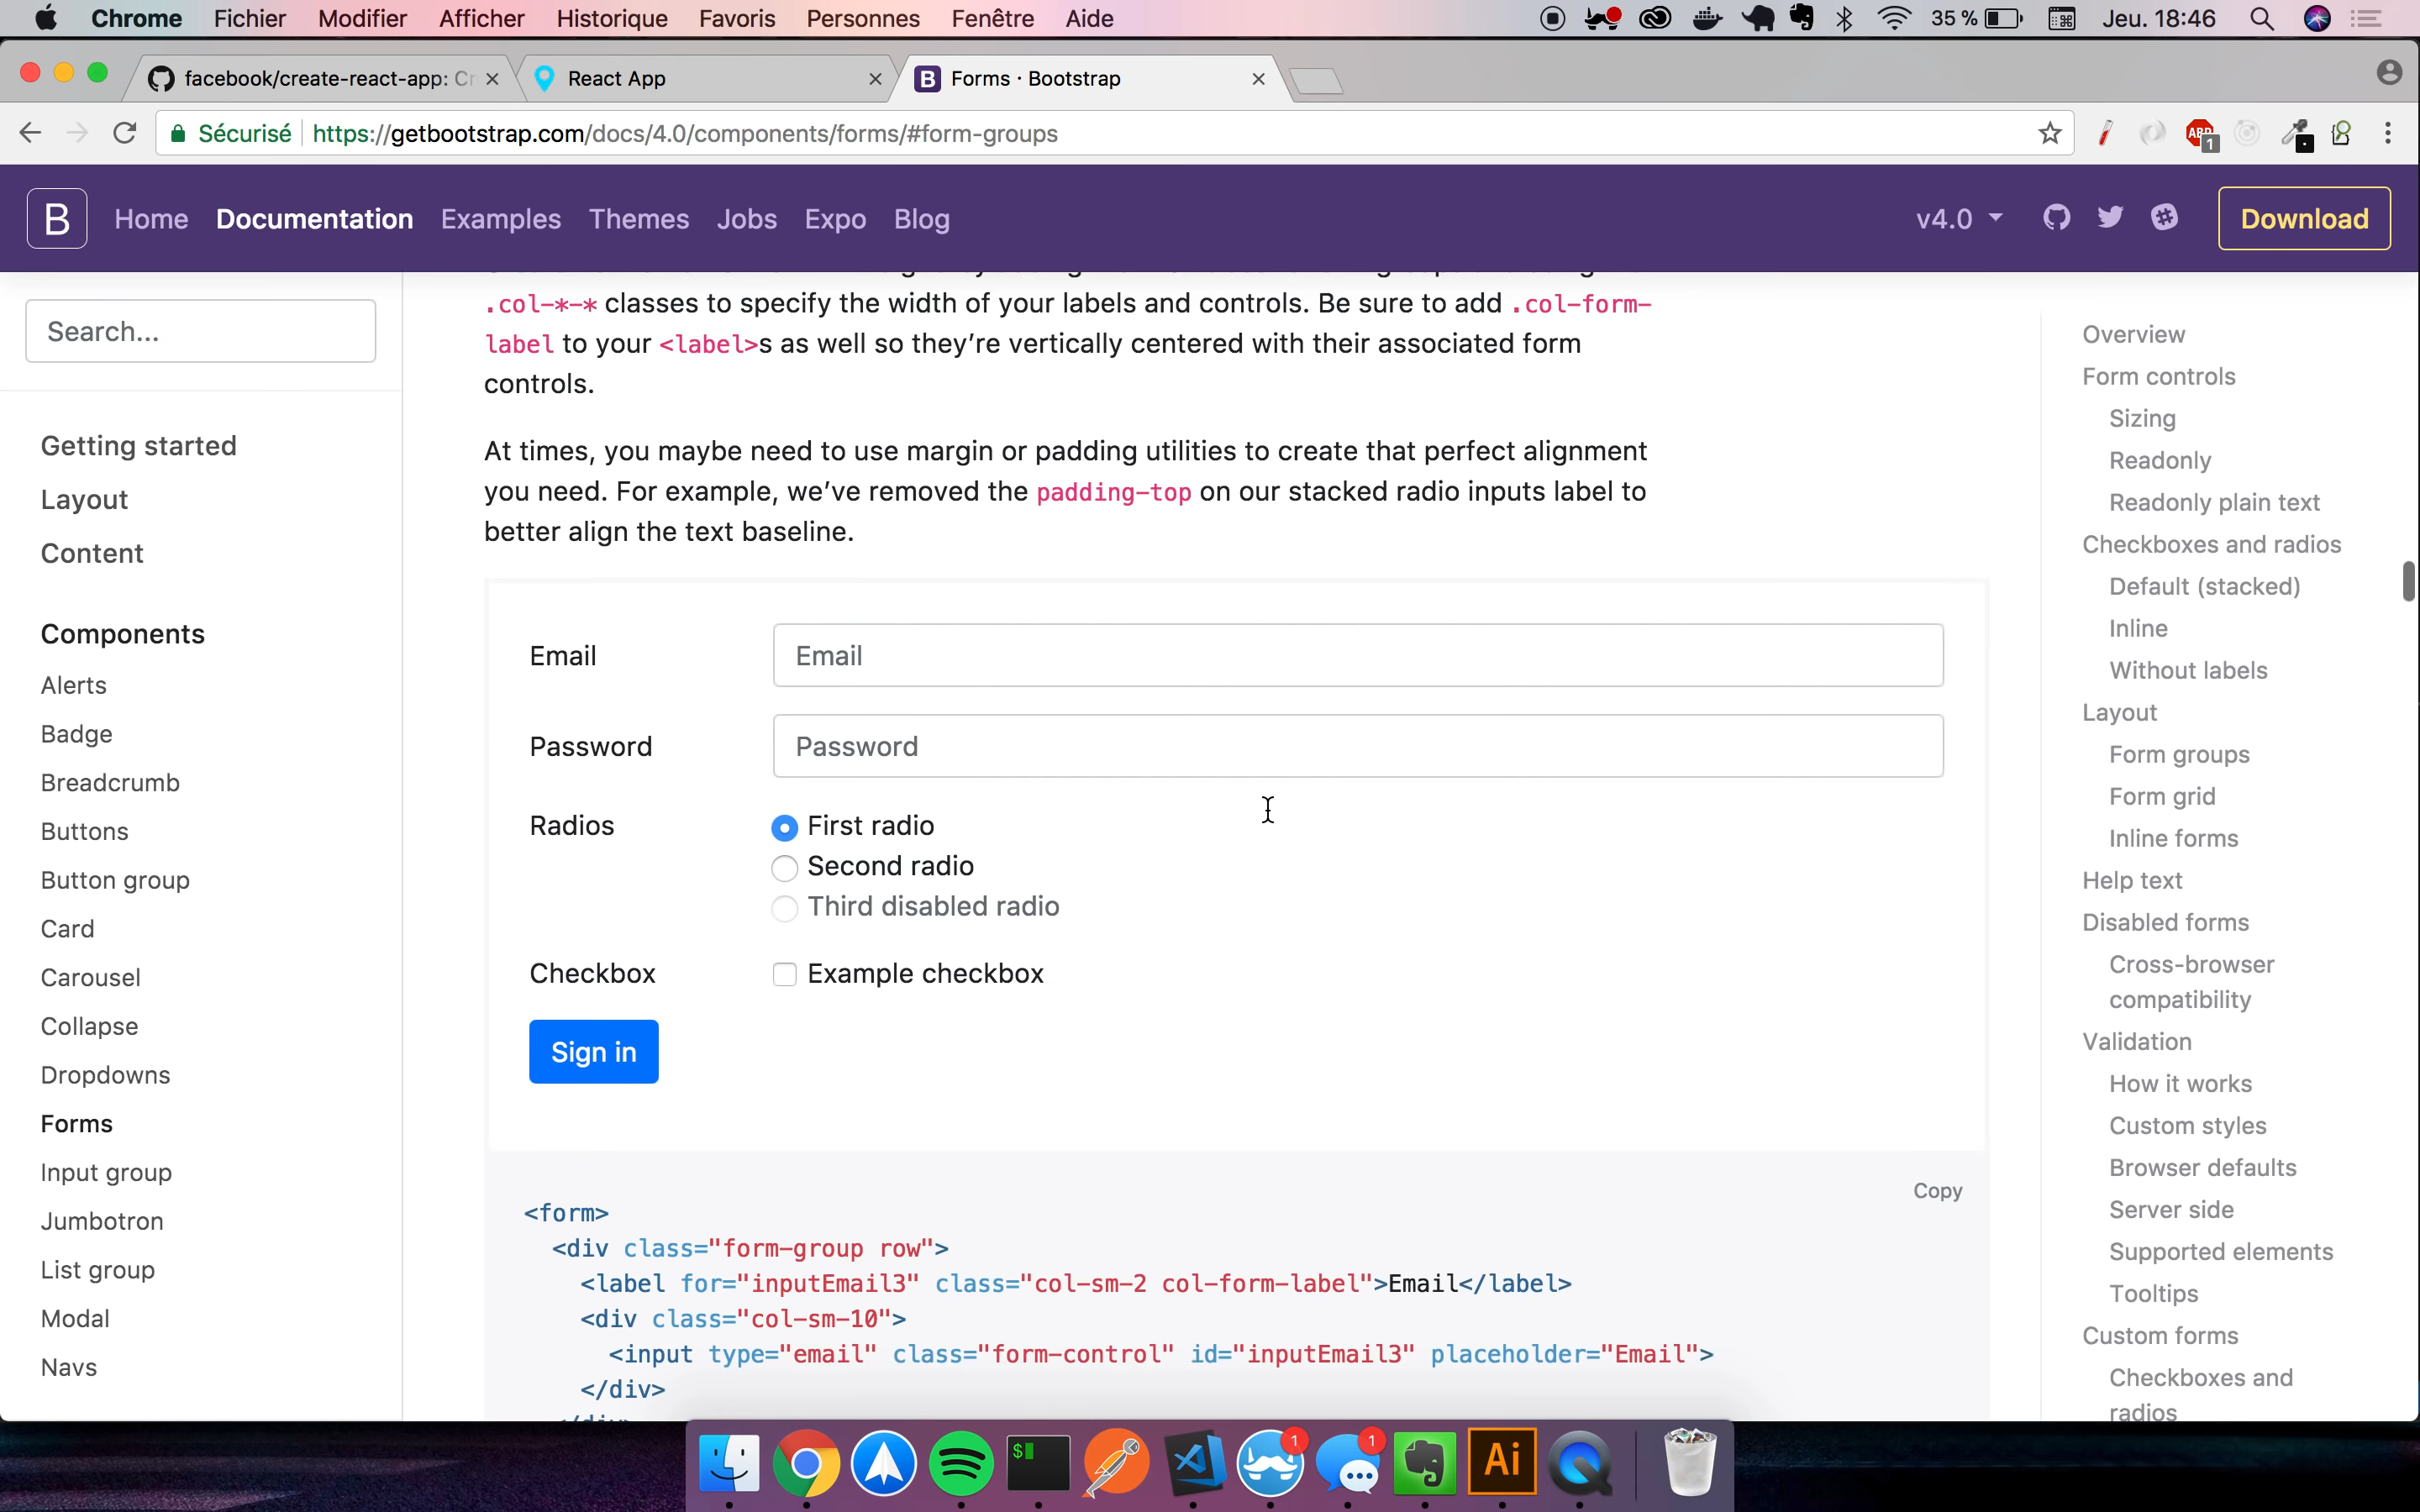 Chrome Fichier Modifier Afficher Historique Favoris Personnes Fenêtre Aide 35 % Jeu. 18:46
facebook/create-react-app: Cr React App Forms · Bootstrap
Sécurisé https://getbootstrap.com/docs/4.0/components/forms/#form-groups
ABP 1
B Home Documentation Examples Themes Jobs Expo Blog v4.0 Download
Search...
Getting started
Layout
Content
Components
Alerts
Badge
Breadcrumb
Buttons
Button group
Card
Carousel
Collapse
Dropdowns
Forms
Input group
Jumbotron
List group
Modal
Navs
.col-*-* classes to specify the width of your labels and controls. Be sure to add .col-form-
label to your <label>s as well so they’re vertically centered with their associated form
controls.
At times, you maybe need to use margin or padding utilities to create that perfect alignment
you need. For example, we’ve removed the padding-top on our stacked radio inputs label to
better align the text baseline.
Email Email
Password Password
Radios First radio
Second radio
Third disabled radio
Checkbox Example checkbox
Sign in
Copy
<form>
<div class="form-group row">
<label for="inputEmail3" class="col-sm-2 col-form-label">Email</label>
<div class="col-sm-10">
<input type="email" class="form-control" id="inputEmail3" placeholder="Email">
</div>
Overview
Form controls
Sizing
Readonly
Readonly plain text
Checkboxes and radios
Default (stacked)
Inline
Without labels
Layout
Form groups
Form grid
Inline forms
Help text
Disabled forms
Cross-browser
compatibility
Validation
How it works
Custom styles
Browser defaults
Server side
Supported elements
Tooltips
Custom forms
Checkboxes and
radios
$
1
1
Ai